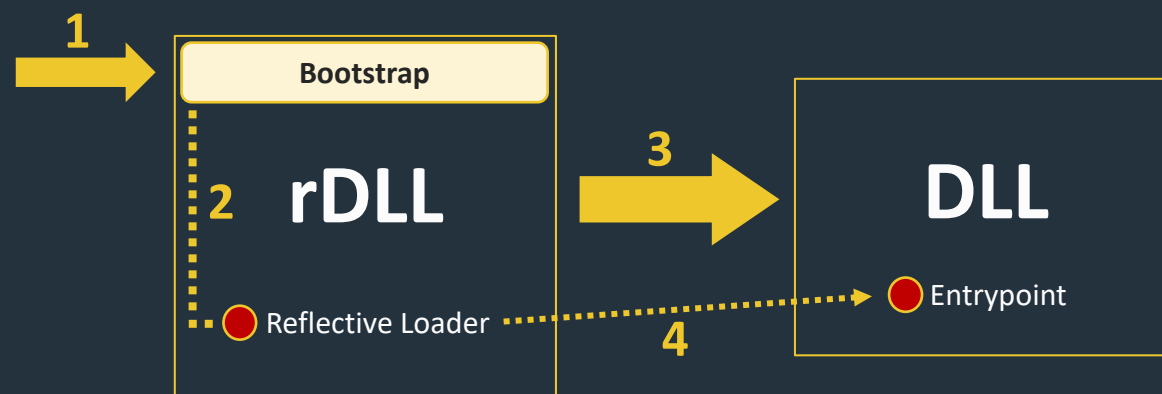 1
Bootstrap
3
rDLL
DLL
2
Entrypoint
Reflective Loader
4